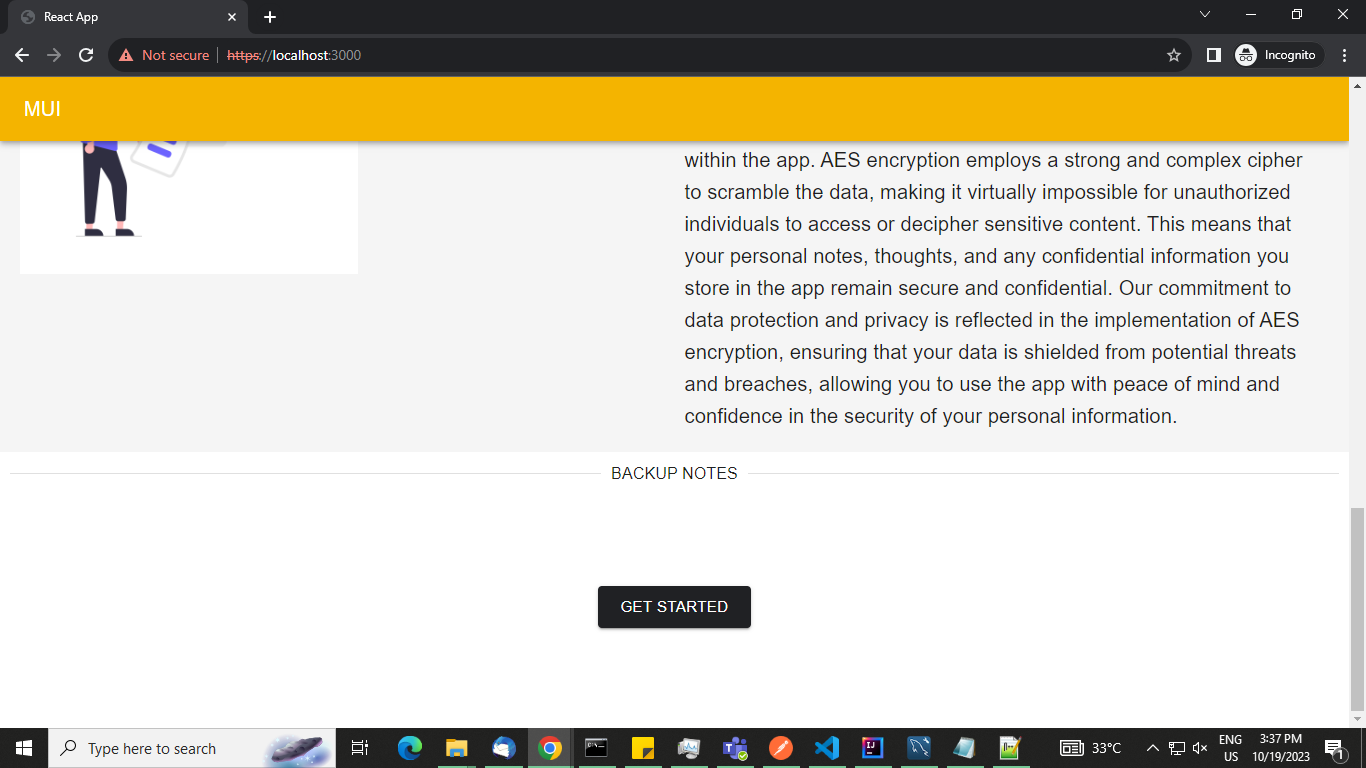 React App
Not secure https://localhost:3000
Incognito
MUI
within the app. AES encryption employs a strong and complex cipher
to scramble the data, making it virtually impossible for unauthorized
individuals to access or decipher sensitive content. This means that
your personal notes, thoughts, and any confidential information you
store in the app remain secure and confidential. Our commitment to
data protection and privacy is reflected in the implementation of AES
encryption, ensuring that your data is shielded from potential threats
and breaches, allowing you to use the app with peace of mind and
confidence in the security of your personal information.
BACKUP NOTES
GET STARTED
Type here to search
33°C
ENG
US
3:37 PM
10/19/2023
1